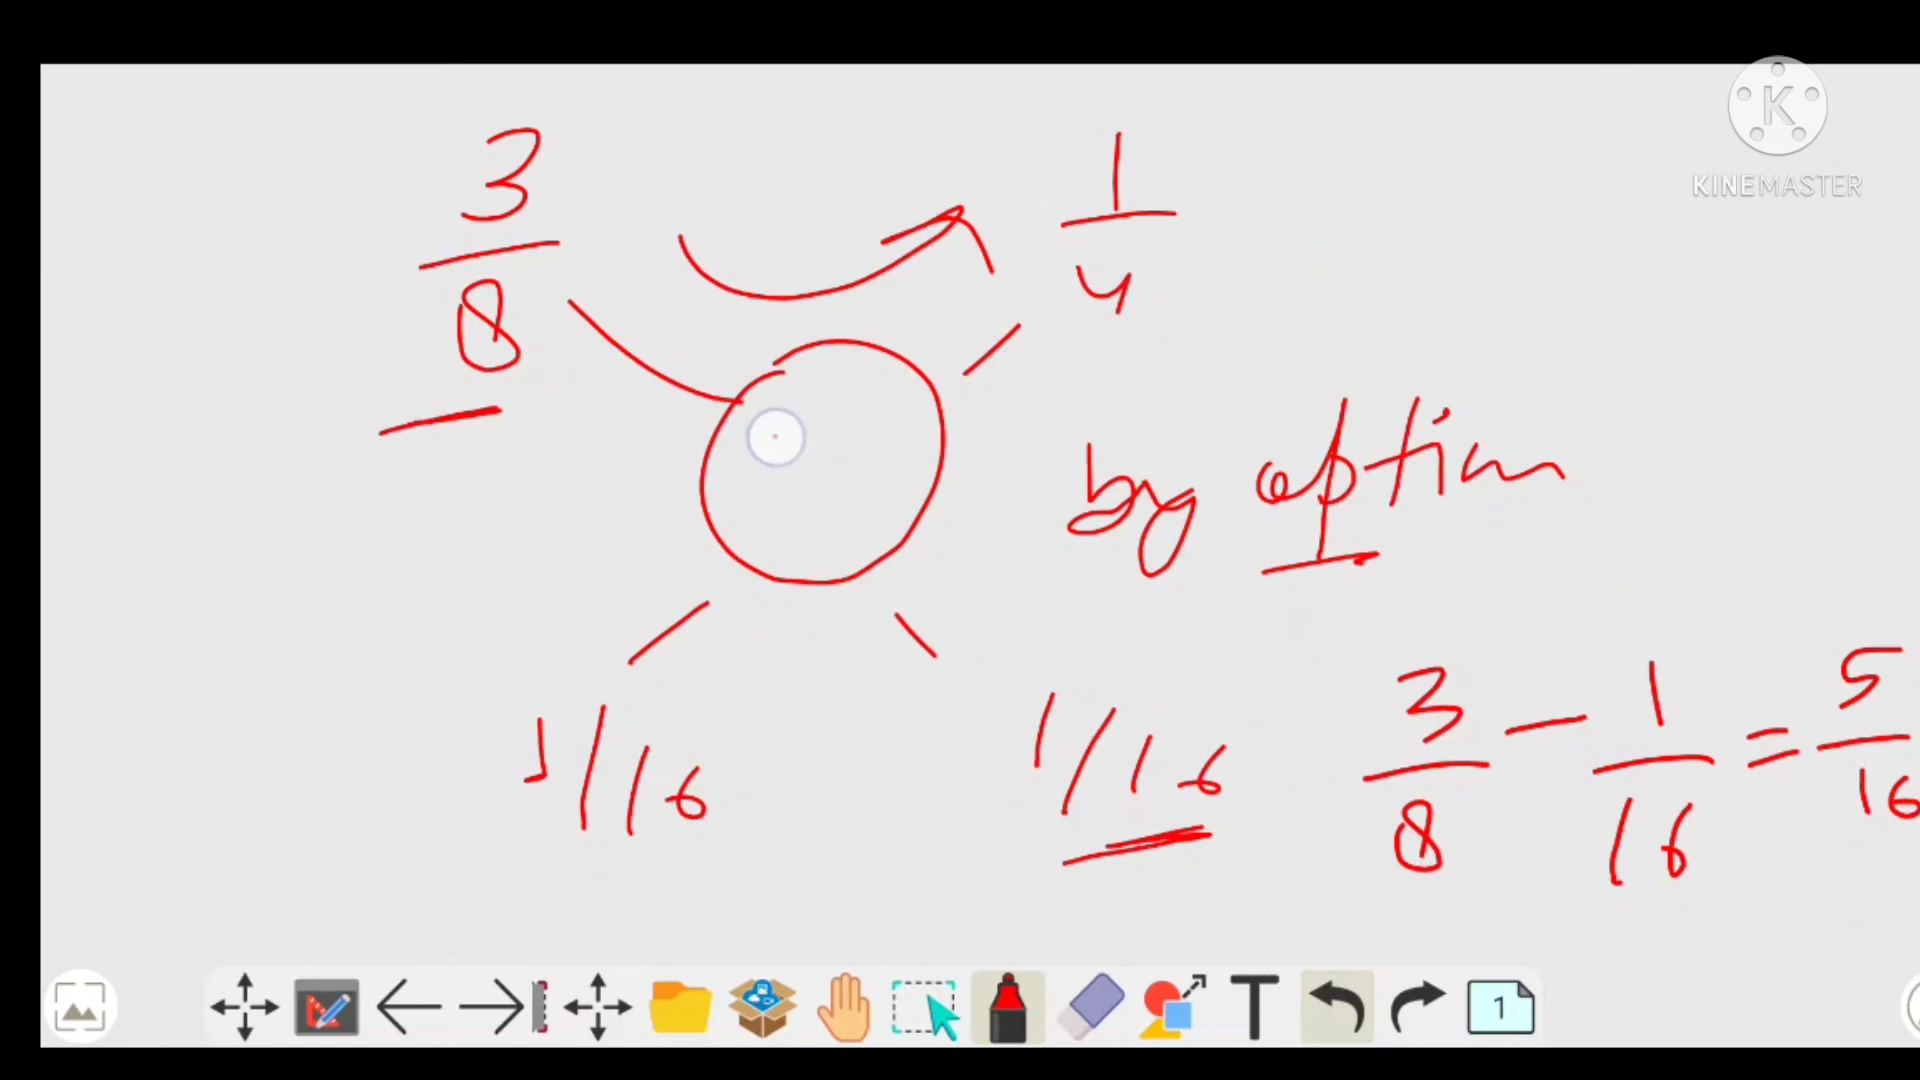 3/8 1/4
K
KINEMASTER
by option
1/16 1/16 3/8 - 1/16 = 5/16
T 1